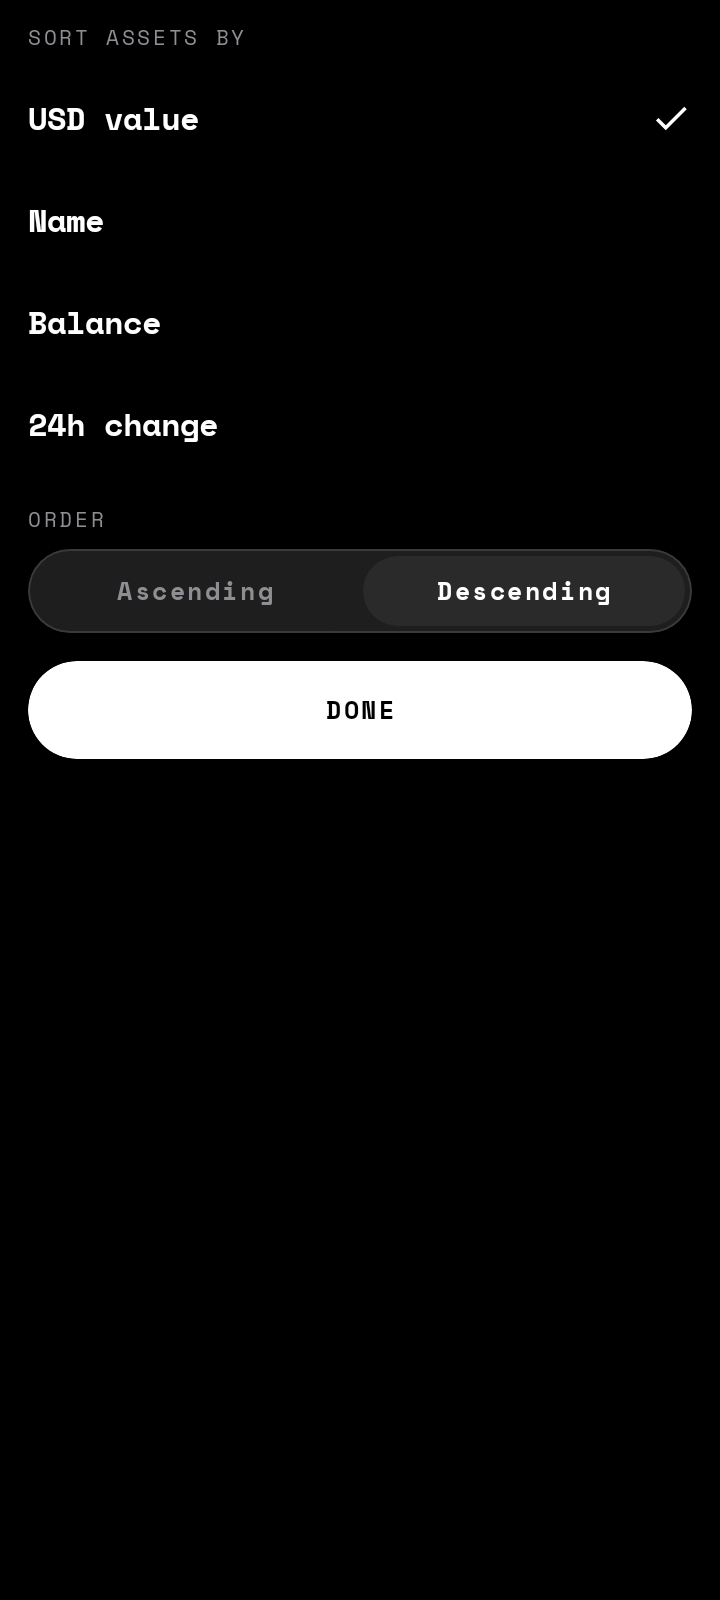 SORT ASSETS BY
USD value
Name
Balance
24h change
ORDER
Ascending
Descending
DONE